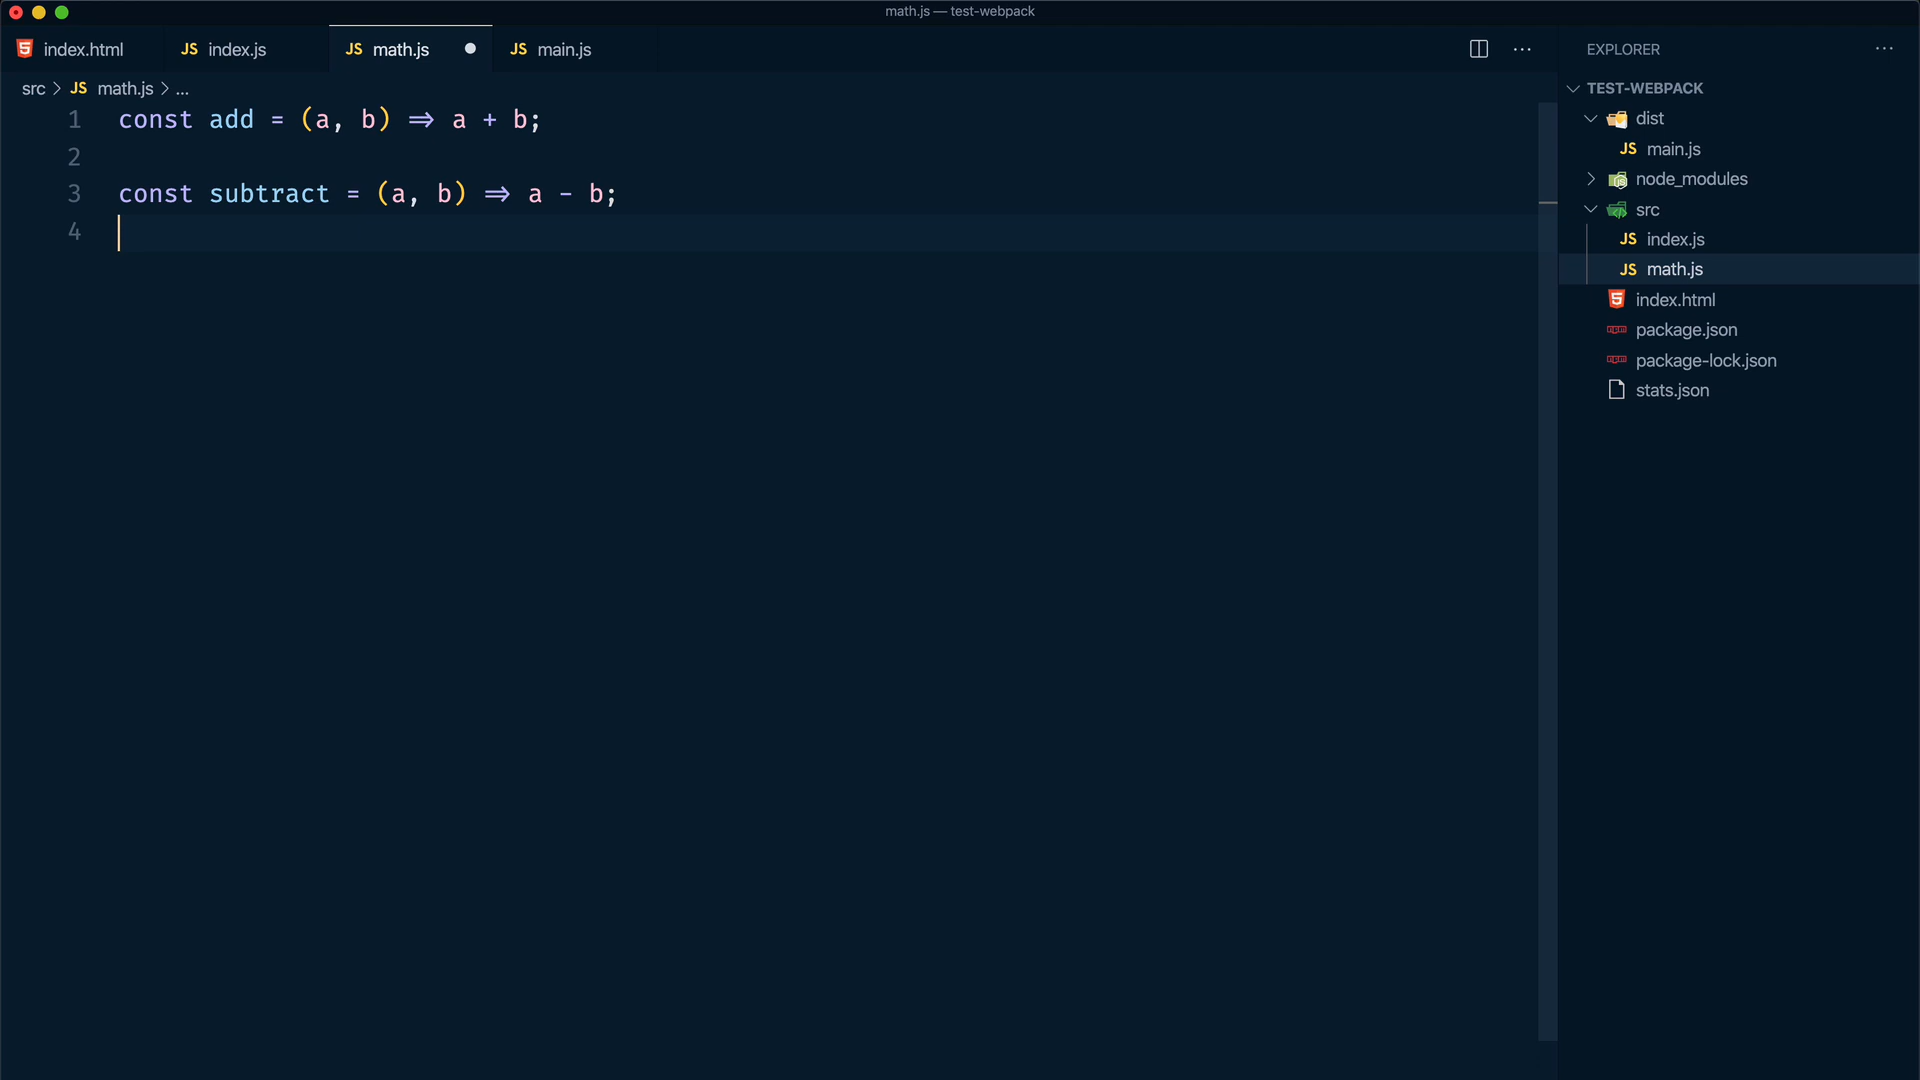 math.js — test-webpack
index.html
JS index.js
JS math.js
JS main.js
src > JS math.js > ...
1 const add = (a, b) => a + b;
2
3 const subtract = (a, b) => a - b;
4
EXPLORER
TEST-WEBPACK
dist
JS main.js
node_modules
src
JS index.js
JS math.js
index.html
package.json
package-lock.json
stats.json